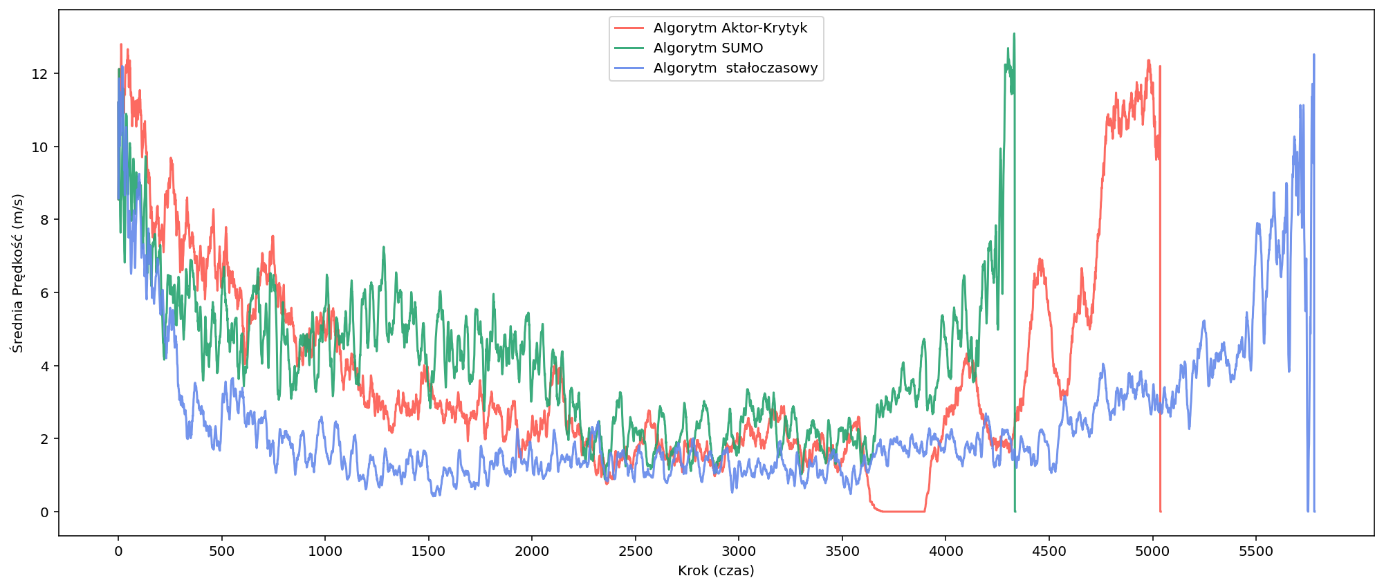 Algorytm Aktor-Krytyk
Algorytm SUMO
Algorytm  stałoczasowy
Średnia Prędkość (m/s)
12
10
8
6
4
2
0
0 500 1000 1500 2000 2500 3000 3500 4000 4500 5000 5500
Krok (czas)